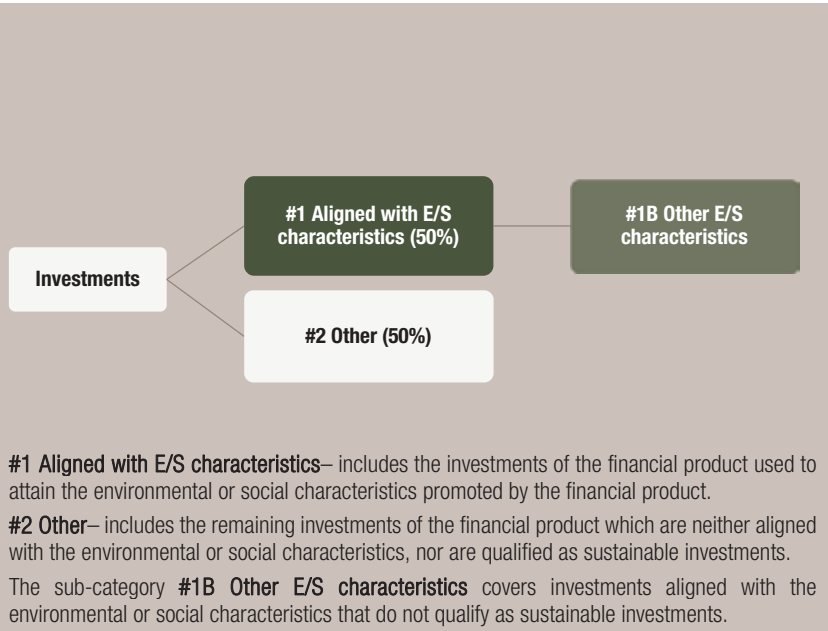 #1 Aligned with E/S
characteristics (50%)
#1B Other E/S
characteristics
Investments
#2 Other (50%)
#1 Aligned with E/S characteristics– includes the investments of the financial product used to
attain the environmental or social characteristics promoted by the financial product.
#2 Other– includes the remaining investments of the financial product which are neither aligned
with the environmental or social characteristics, nor are qualified as sustainable investments.
The sub-category #1B Other E/S characteristics covers investments aligned with the
environmental or social characteristics that do not qualify as sustainable investments.